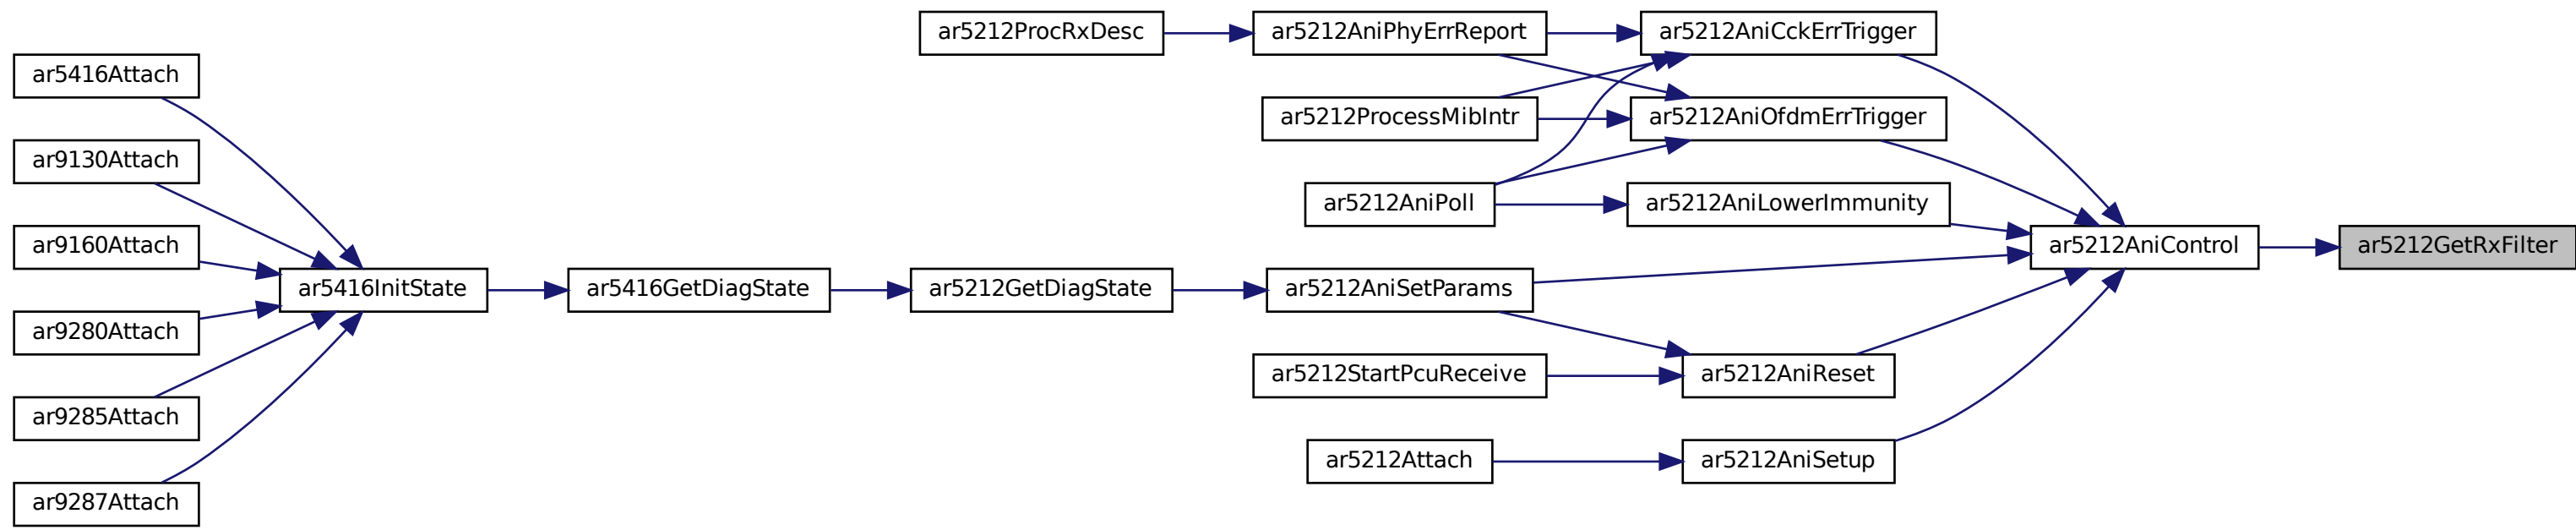 ar5212ProcRxDesc
ar5212AniPhyErrReport
ar5212AniCckErrTrigger
ar5416Attach
ar5212ProcessMibIntr
ar5212AniOfdmErrTrigger
ar9130Attach
ar5212AniPoll
ar5212AniLowerImmunity
ar9160Attach
ar5212AniControl
ar5212GetRxFilter
ar5416InitState
ar5416GetDiagState
ar5212GetDiagState
ar5212AniSetParams
ar9280Attach
ar5212StartPcuReceive
ar5212AniReset
ar9285Attach
ar5212Attach
ar5212AniSetup
ar9287Attach